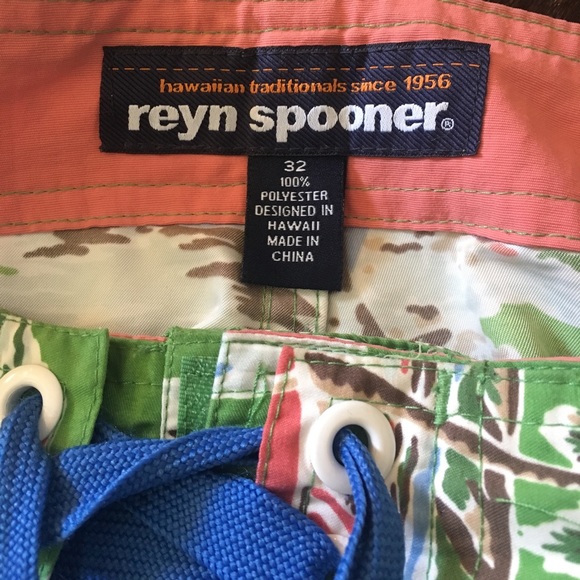 hawaiian traditionals since 1956
reyn spooner®
32
100%
POLYESTER
DESIGNED IN
HAWAII
MADE IN
CHINA